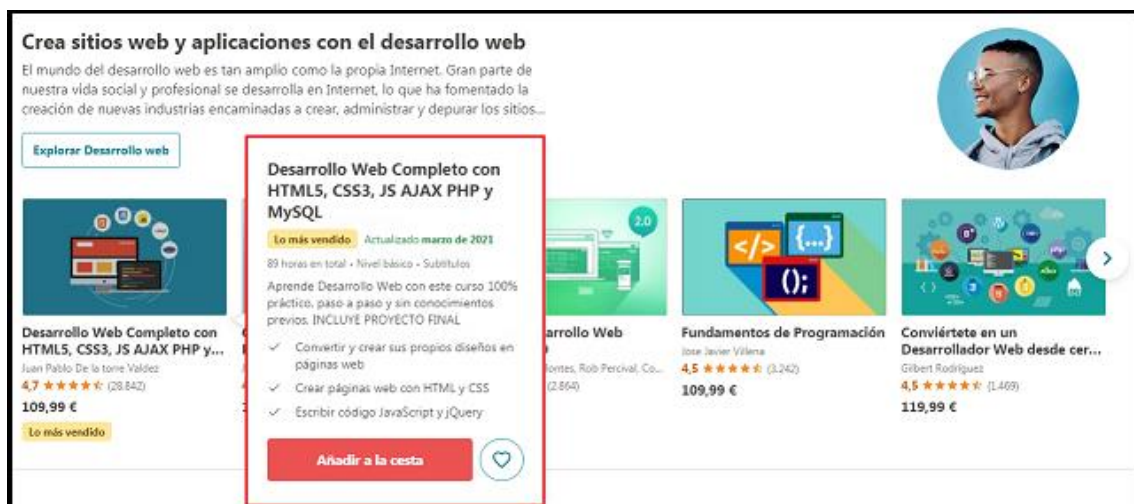 Crea sitios web y aplicaciones con el desarrollo web
El mundo del desarrollo web es tan amplio como la propia Internet. Gran parte de
nuestra vida social y profesional se desarrolla en Internet, lo que ha fomentado la
creación de nuevas industrias encaminadas a crear, administrar y depurar los sitios...
Explorar Desarrollo web
Desarrollo Web Completo con
HTML5, CSS3, JS AJAX PHP y
MySQL
Lo más vendido Actualizado marzo de 2021
89 horas en total • Nivel básico • Subtítulos
Aprende Desarrollo Web con este curso 100%
práctico, paso a paso y sin conocimientos
previos. INCLUYE PROYECTO FINAL
✓ Convertir y crear sus propios diseños en
páginas web
✓ Crear páginas web con HTML y CSS
✓ Escribir código JavaScript y jQuery
Añadir a la cesta
Desarrollo Web Completo con
HTML5, CSS3, JS AJAX PHP y...
Juan Pablo De la torre Valdez
4,7 (28.842)
109,99 €
Lo más vendido
2.0
Web
Rob Percival, Co...
(2.864)
</> {...}
();
Fundamentos de Programación
Jose Javier Villena
4,5 (3.242)
109,99 €
Conviértete en un
Desarrollador Web desde cer...
Gilbert Rodríguez
4,5 (1.469)
119,99 €